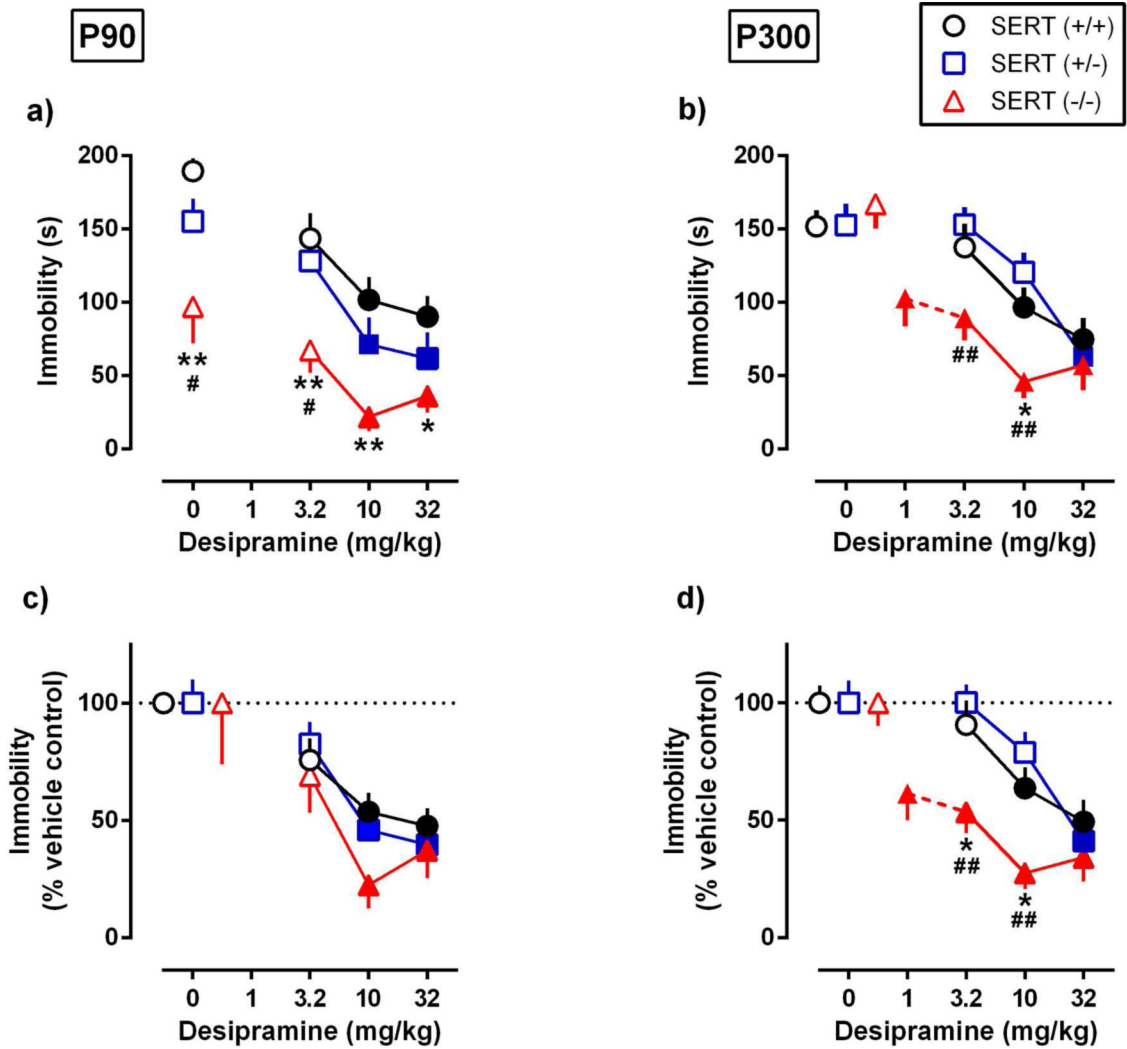 P90
P300
SERT (+/+)
SERT (+/-)
SERT (-/-)
a)
Immobility (s)
200
150
100
50
0
**
#
**
#
**
*
0 1 3.2 10 32
Desipramine (mg/kg)
b)
Immobility (s)
200
150
100
50
0
##
*
##
0 1 3.2 10 32
Desipramine (mg/kg)
c)
Immobility
(% vehicle control)
100
50
0
0 1 3.2 10 32
Desipramine (mg/kg)
d)
Immobility
(% vehicle control)
100
50
0
*
##
*
##
0 1 3.2 10 32
Desipramine (mg/kg)